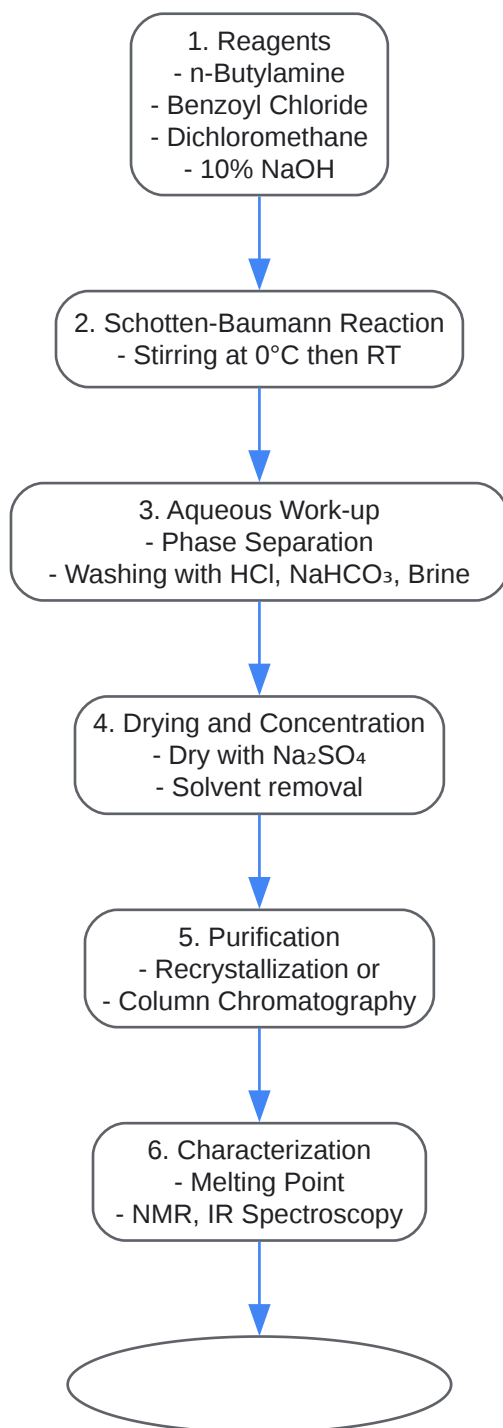 1. Reagents
- n-Butylamine
- Benzoyl Chloride
- Dichloromethane
- 10% NaOH
2. Schotten-Baumann Reaction
- Stirring at 0°C then RT
3. Aqueous Work-up
- Phase Separation
- Washing with HCl, NaHCO₃, Brine
4. Drying and Concentration
- Dry with Na₂SO₄
- Solvent removal
5. Purification
- Recrystallization or
- Column Chromatography
6. Characterization
- Melting Point
- NMR, IR Spectroscopy